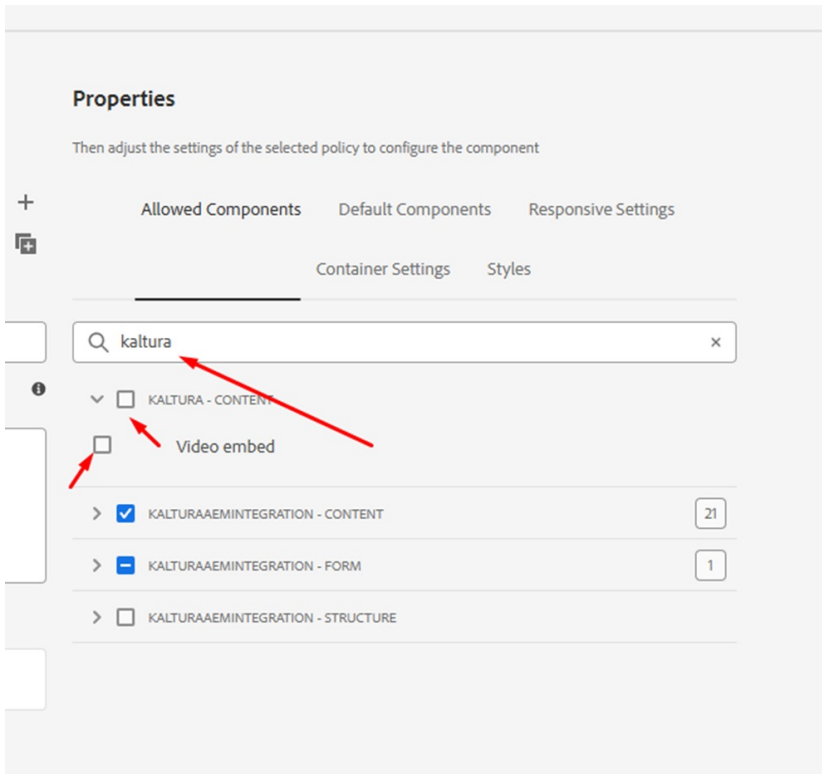 Properties
Then adjust the settings of the selected policy to configure the component
Allowed Components Default Components Responsive Settings
Container Settings Styles
kaltura
KALTURA - CONTENT
Video embed
KALTURAAEMINTEGRATION - CONTENT 21
KALTURAAEMINTEGRATION - FORM 1
KALTURAAEMINTEGRATION - STRUCTURE